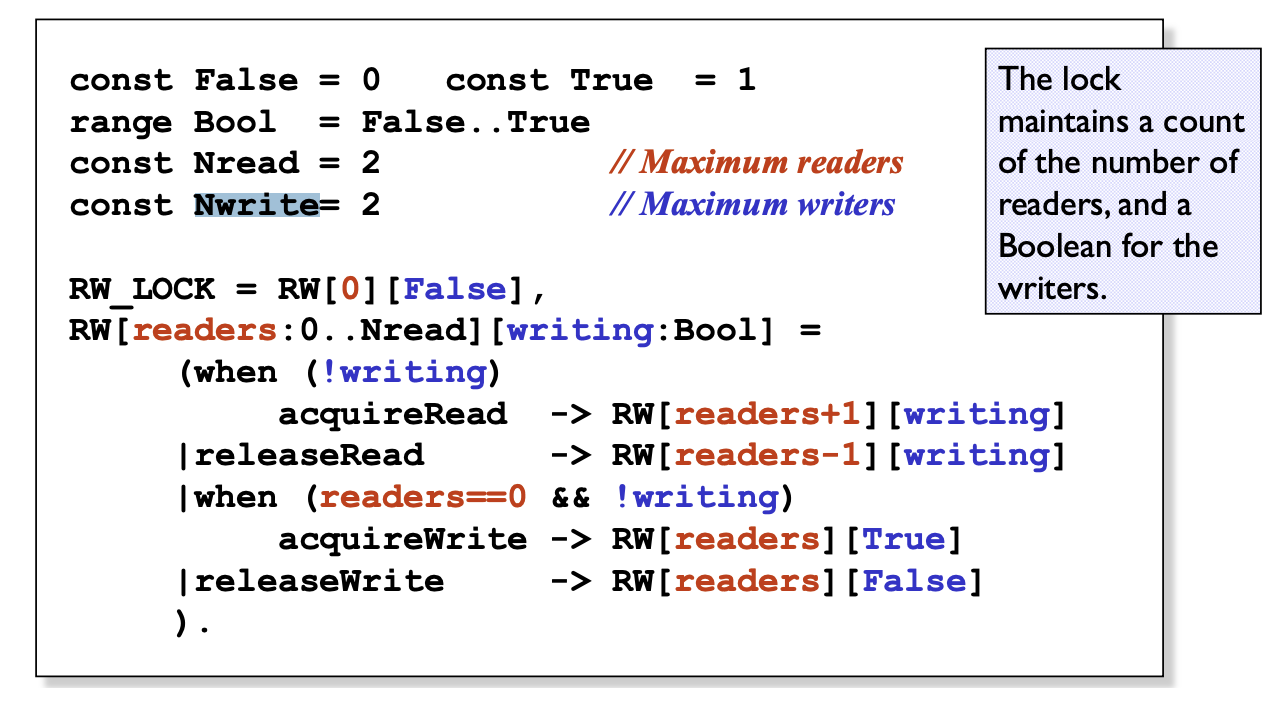 const False = 0   const True  = 1
range Bool  = False..True
const Nread = 2           // Maximum readers
const Nwrite= 2           // Maximum writers
RW_LOCK = RW[0][False],
RW[readers:0..Nread][writing:Bool] =
     (when (!writing)
          acquireRead  -> RW[readers+1][writing]
     |releaseRead      -> RW[readers-1][writing]
     |when (readers==0 && !writing)
          acquireWrite -> RW[readers][True]
     |releaseWrite     -> RW[readers][False]
     ).
The lock
maintains a count
of the number of
readers, and a
Boolean for the
writers.